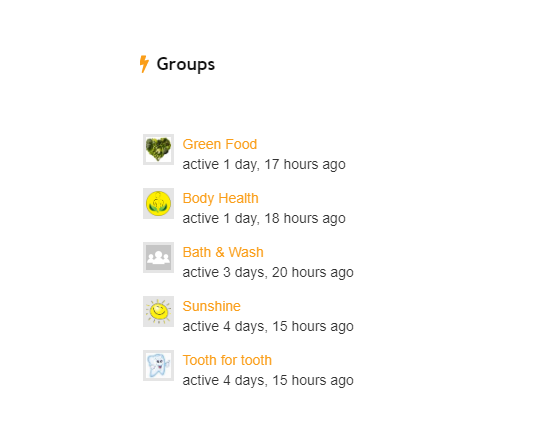 Groups
Green Food
active 1 day, 17 hours ago
Body Health
active 1 day, 18 hours ago
Bath & Wash
active 3 days, 20 hours ago
Sunshine
active 4 days, 15 hours ago
Tooth for tooth
active 4 days, 15 hours ago